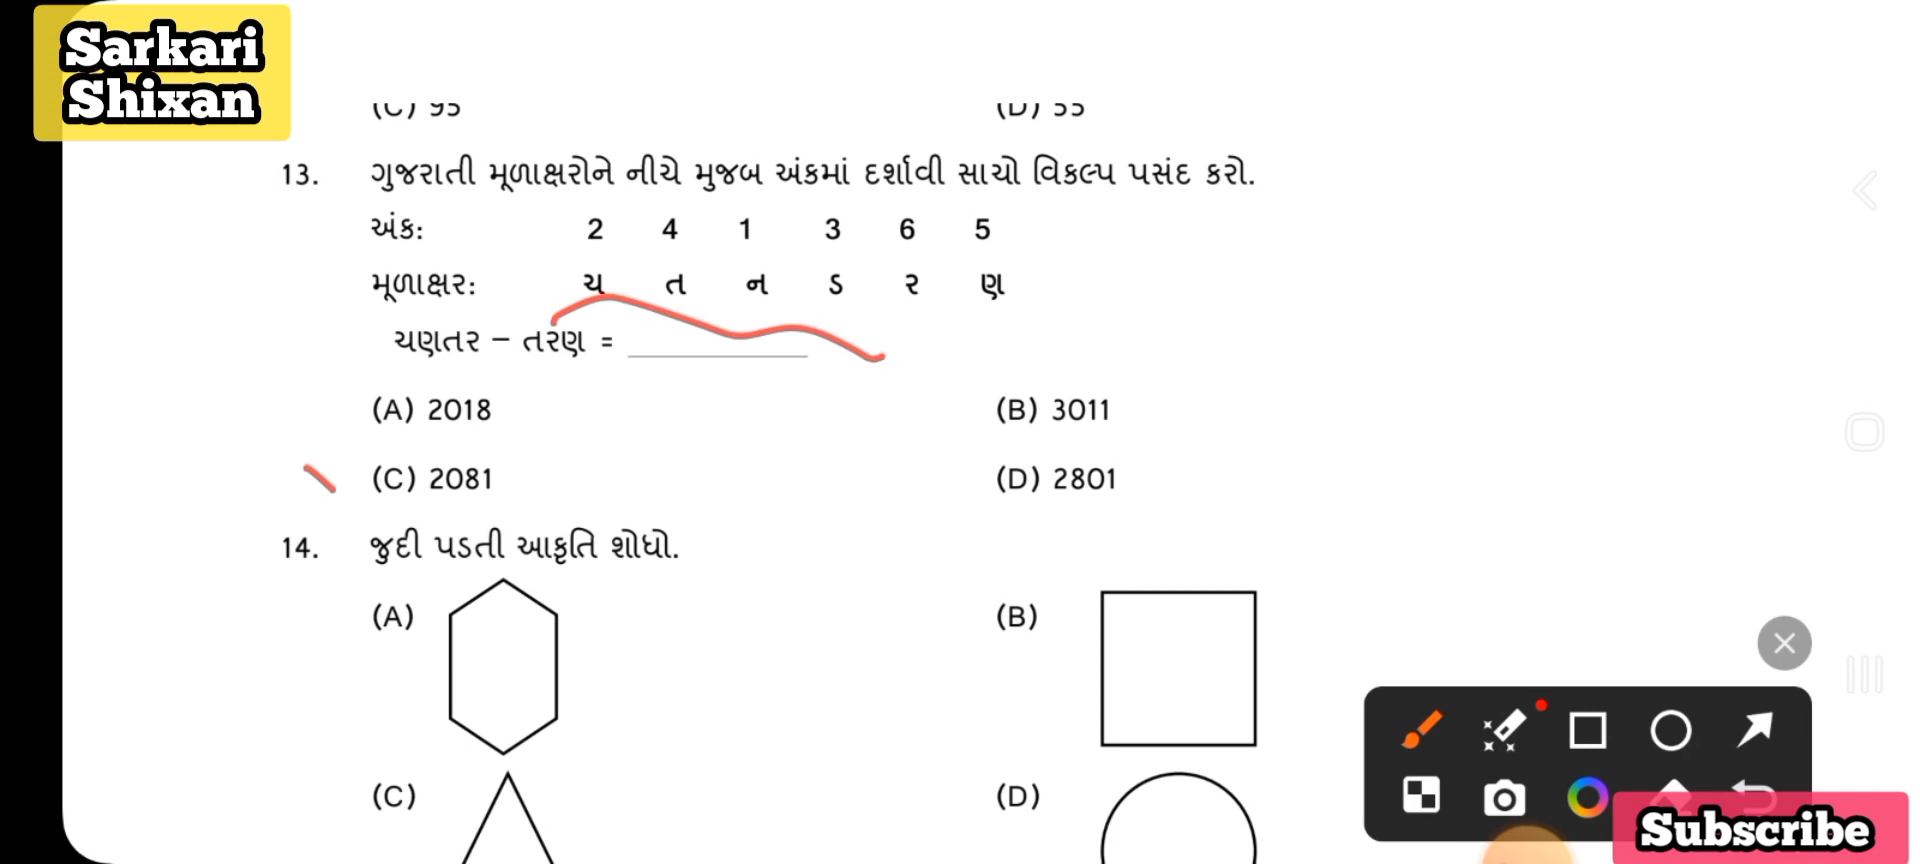 Sarkari
Shixan
13. ગુજરાતી મૂળાક્ષરોને નીચે મુજબ અંકમાં દર્શાવી સાચો વિકલ્પ પસંદ કરો.
અંક: 2 4 1 3 6 5
મૂળાક્ષર: ચ ત ન ડ ર ણ
ચણતર – તરણ = __________
(A) 2018 (B) 3011
(C) 2081 (D) 2801
14. જુદી પડતી આકૃતિ શોધો.
(A) (B)
(C) (D)
Subscribe